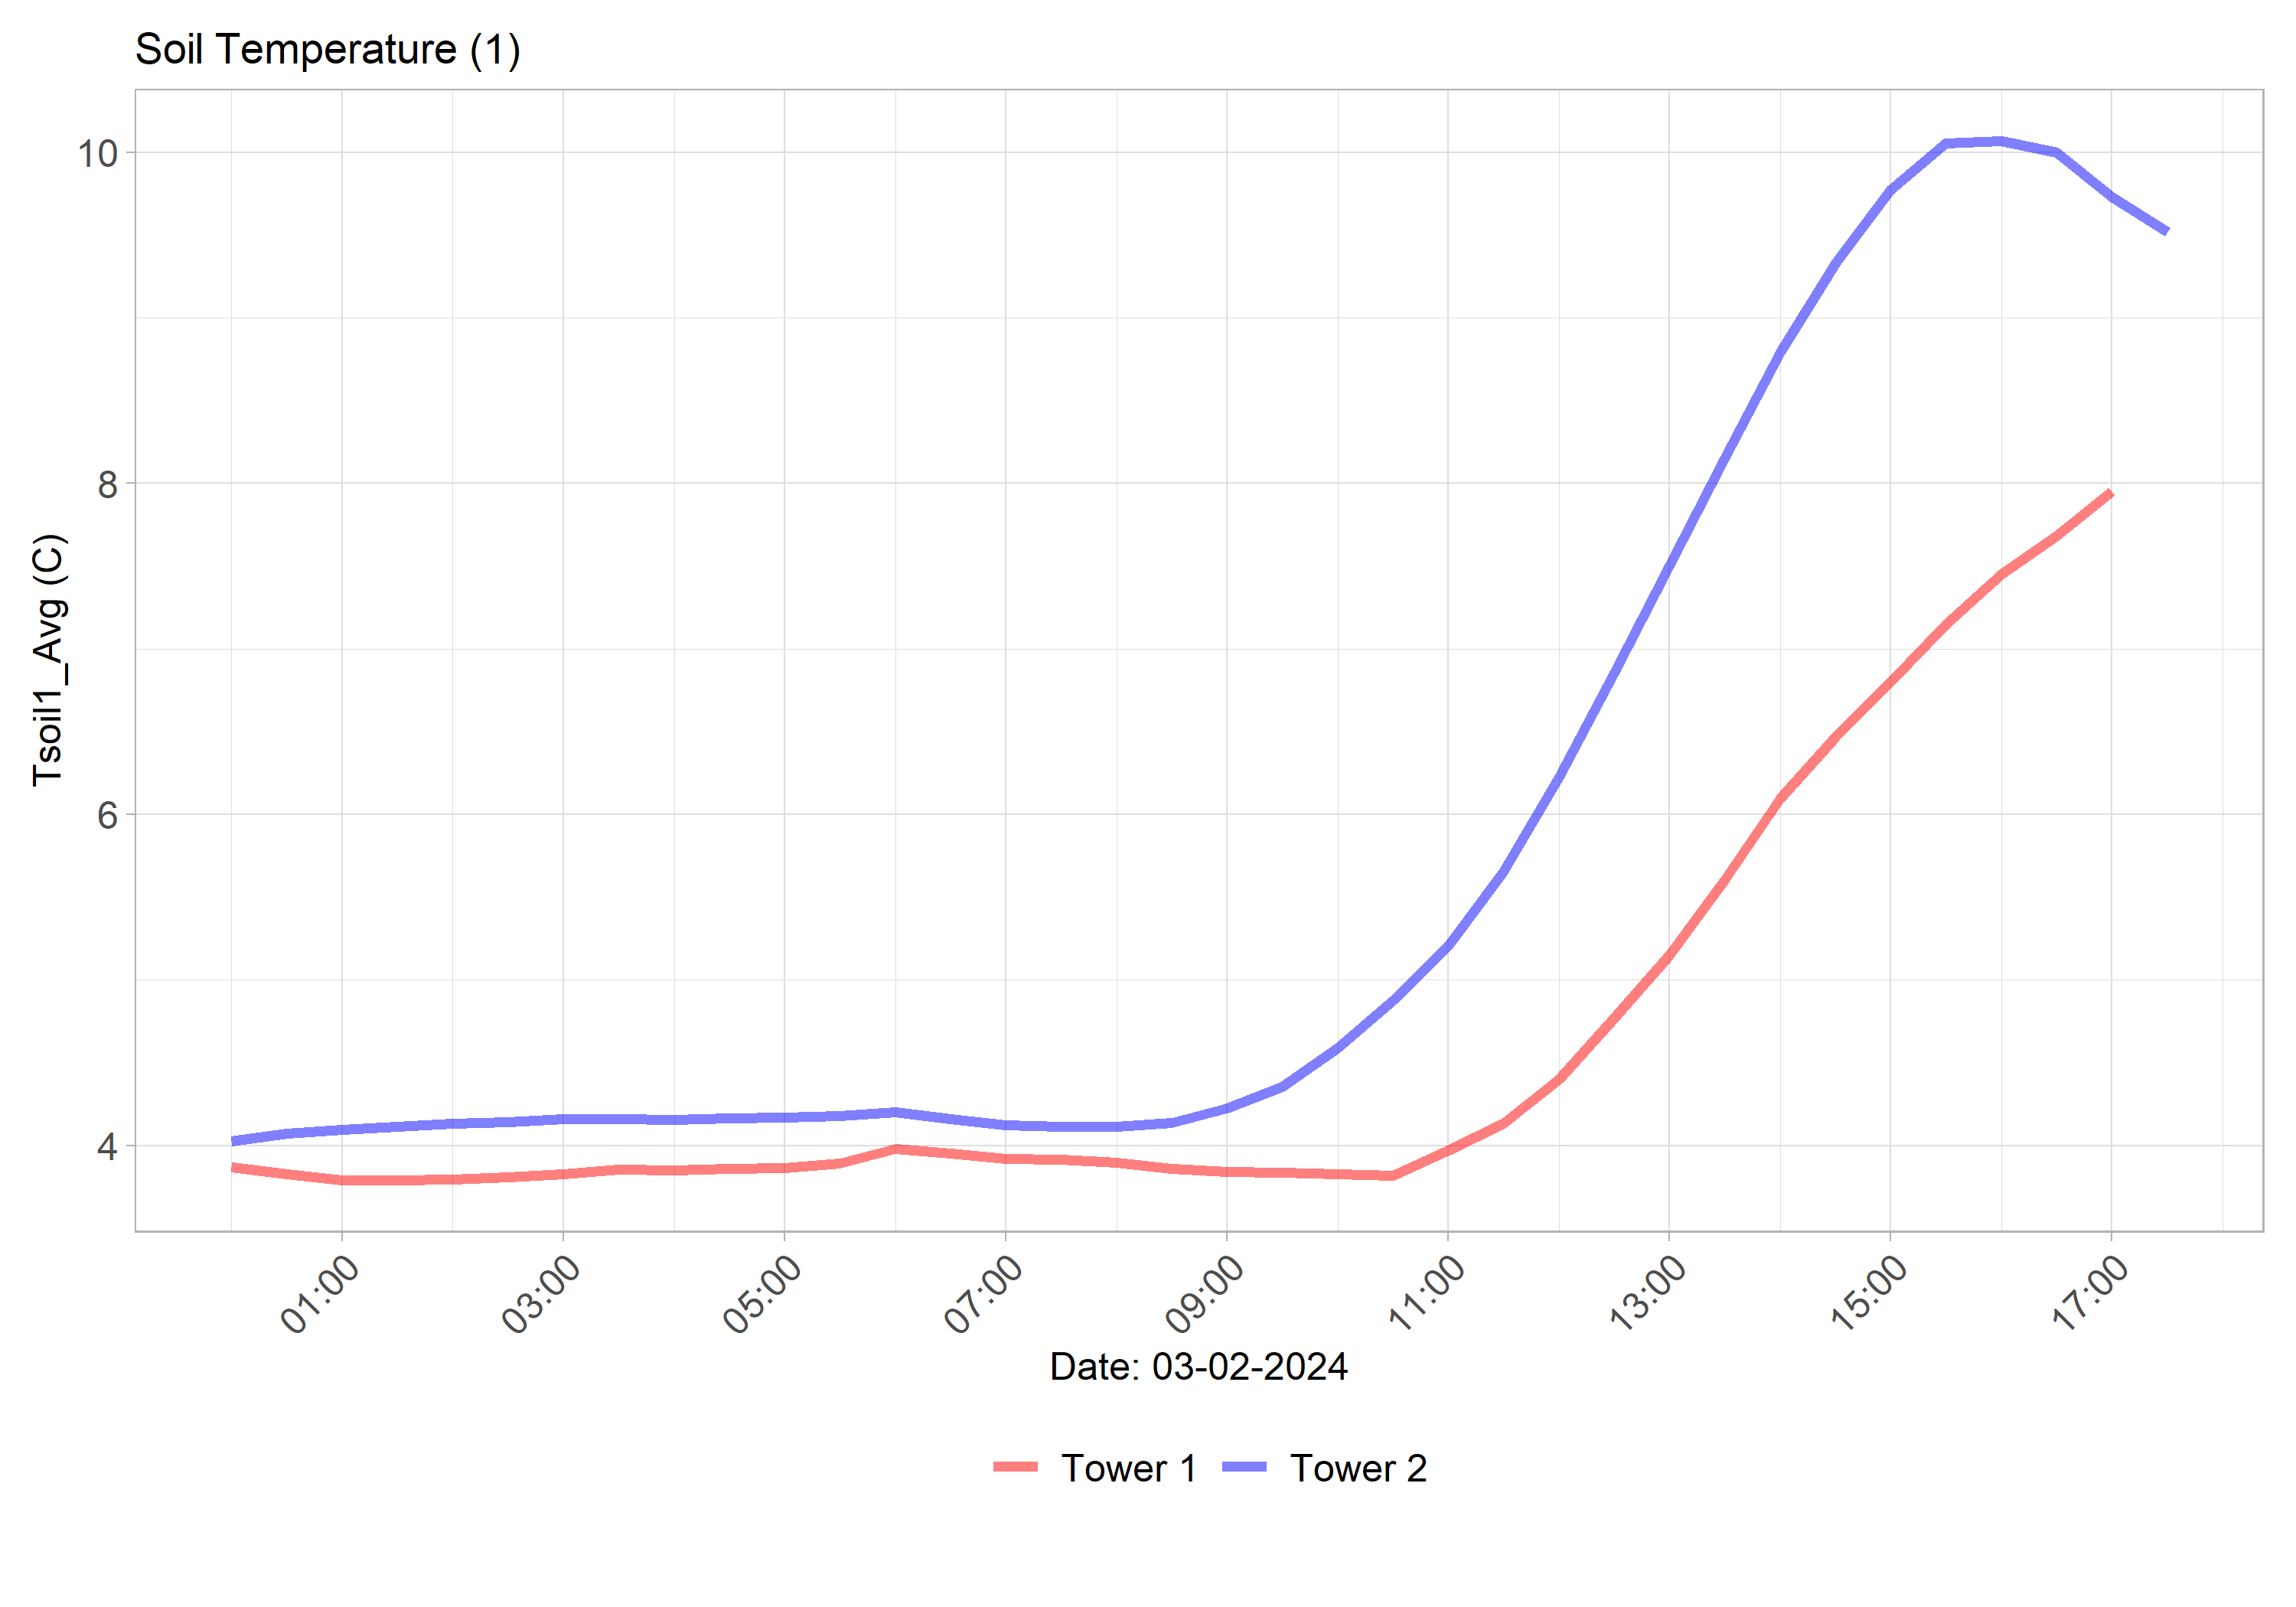 Soil Temperature (1)
10
8
6
4
Tsoil1_Avg (C)
01:00 03:00 05:00 07:00 09:00 11:00 13:00 15:00 17:00
Date: 03-02-2024
Tower 1 Tower 2